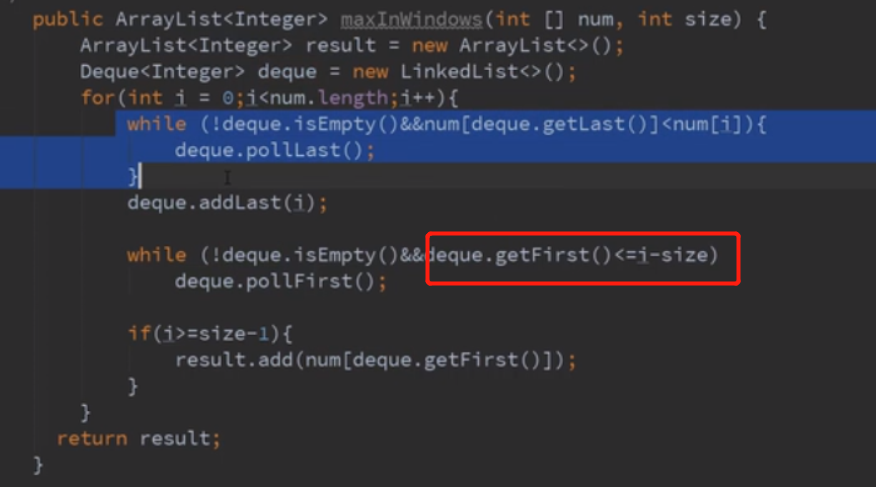 public ArrayList<Integer> maxInWindows(int [] num, int size) {
ArrayList<Integer> result = new ArrayList<>();
Deque<Integer> deque = new LinkedList<>();
for(int i = 0;i<num.length;i++){
while (!deque.isEmpty()&&num[deque.getLast()]<num[i]){
deque.pollLast();
}
deque.addLast(i);
while (!deque.isEmpty()&&deque.getFirst()<=i-size)
deque.pollFirst();
if(i>=size-1){
result.add(num[deque.getFirst()]);
}
}
return result;
}